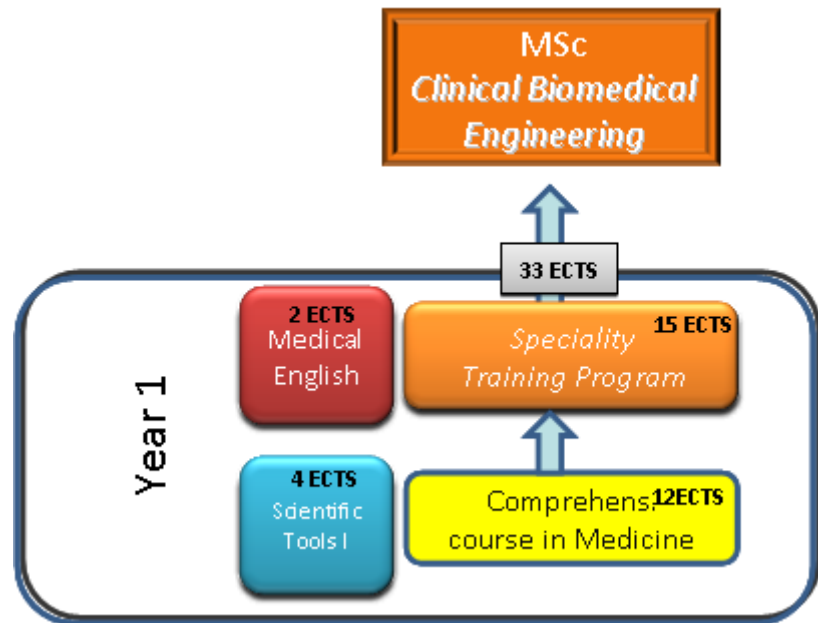 MSc
Clinical Biomedical
Engineering
33 ECTS
Year 1
2 ECTS
Medical
English
15 ECTS
Speciality
Training Program
4 ECTS
Scientific
Tools I
12ECTS
Comprehens.
course in Medicine